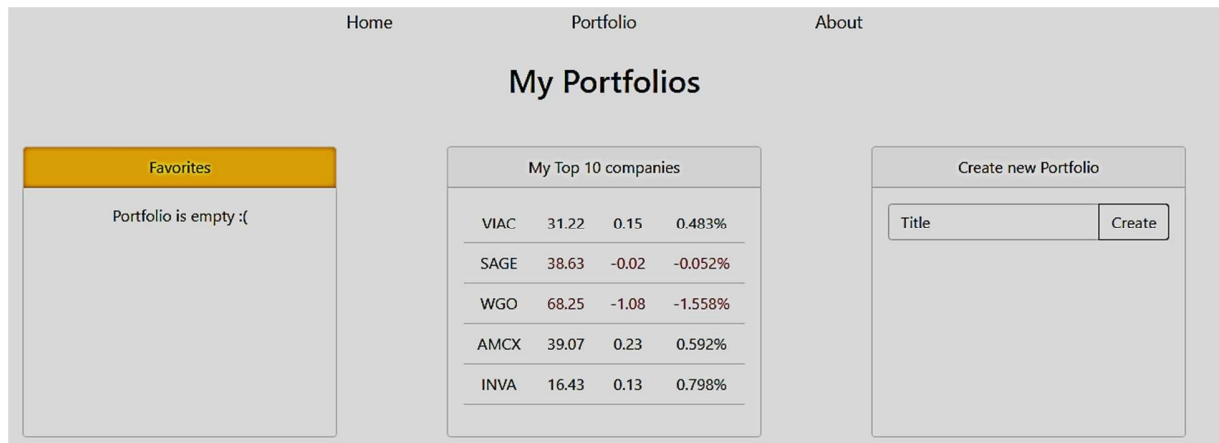 Home Portfolio About
My Portfolios
Favorites
Portfolio is empty :(
My Top 10 companies
VIAC 31.22 0.15 0.483%
SAGE 38.63 -0.02 -0.052%
WGO 68.25 -1.08 -1.558%
AMCX 39.07 0.23 0.592%
INVA 16.43 0.13 0.798%
Create new Portfolio
Title Create